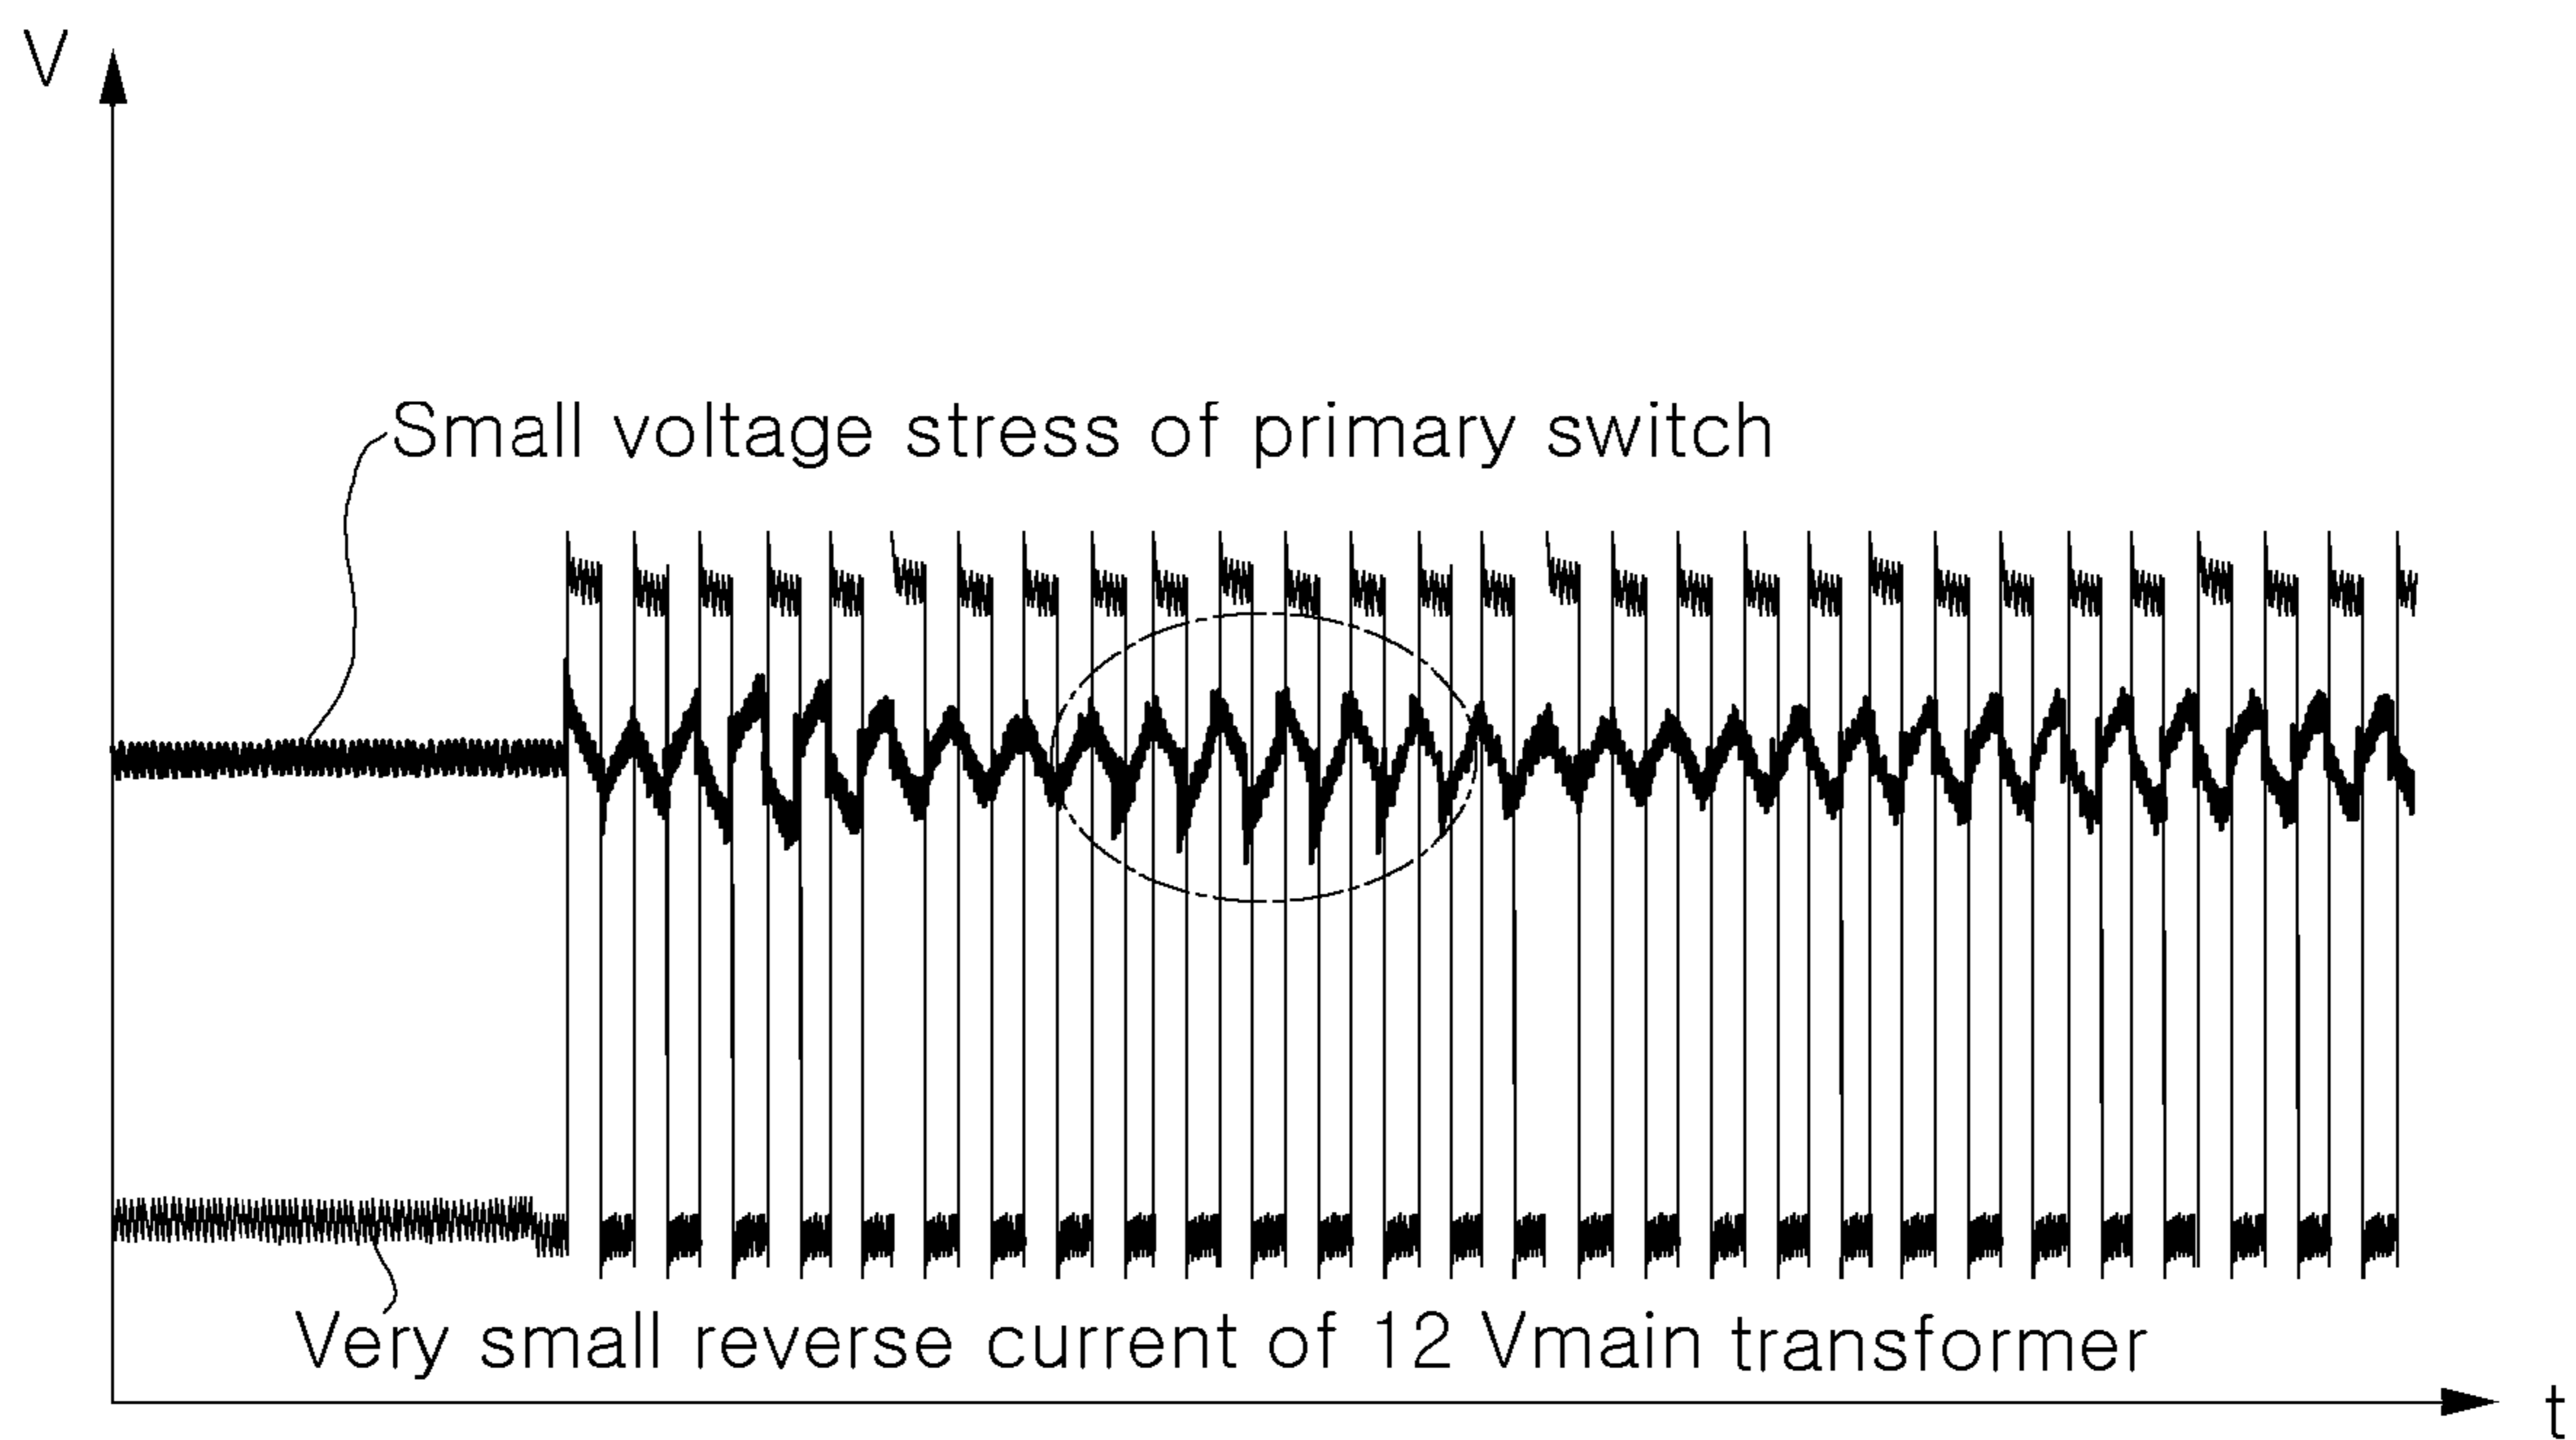 V
Small voltage stress of primary switch
Very small reverse current of 12 Vmain transformer
t